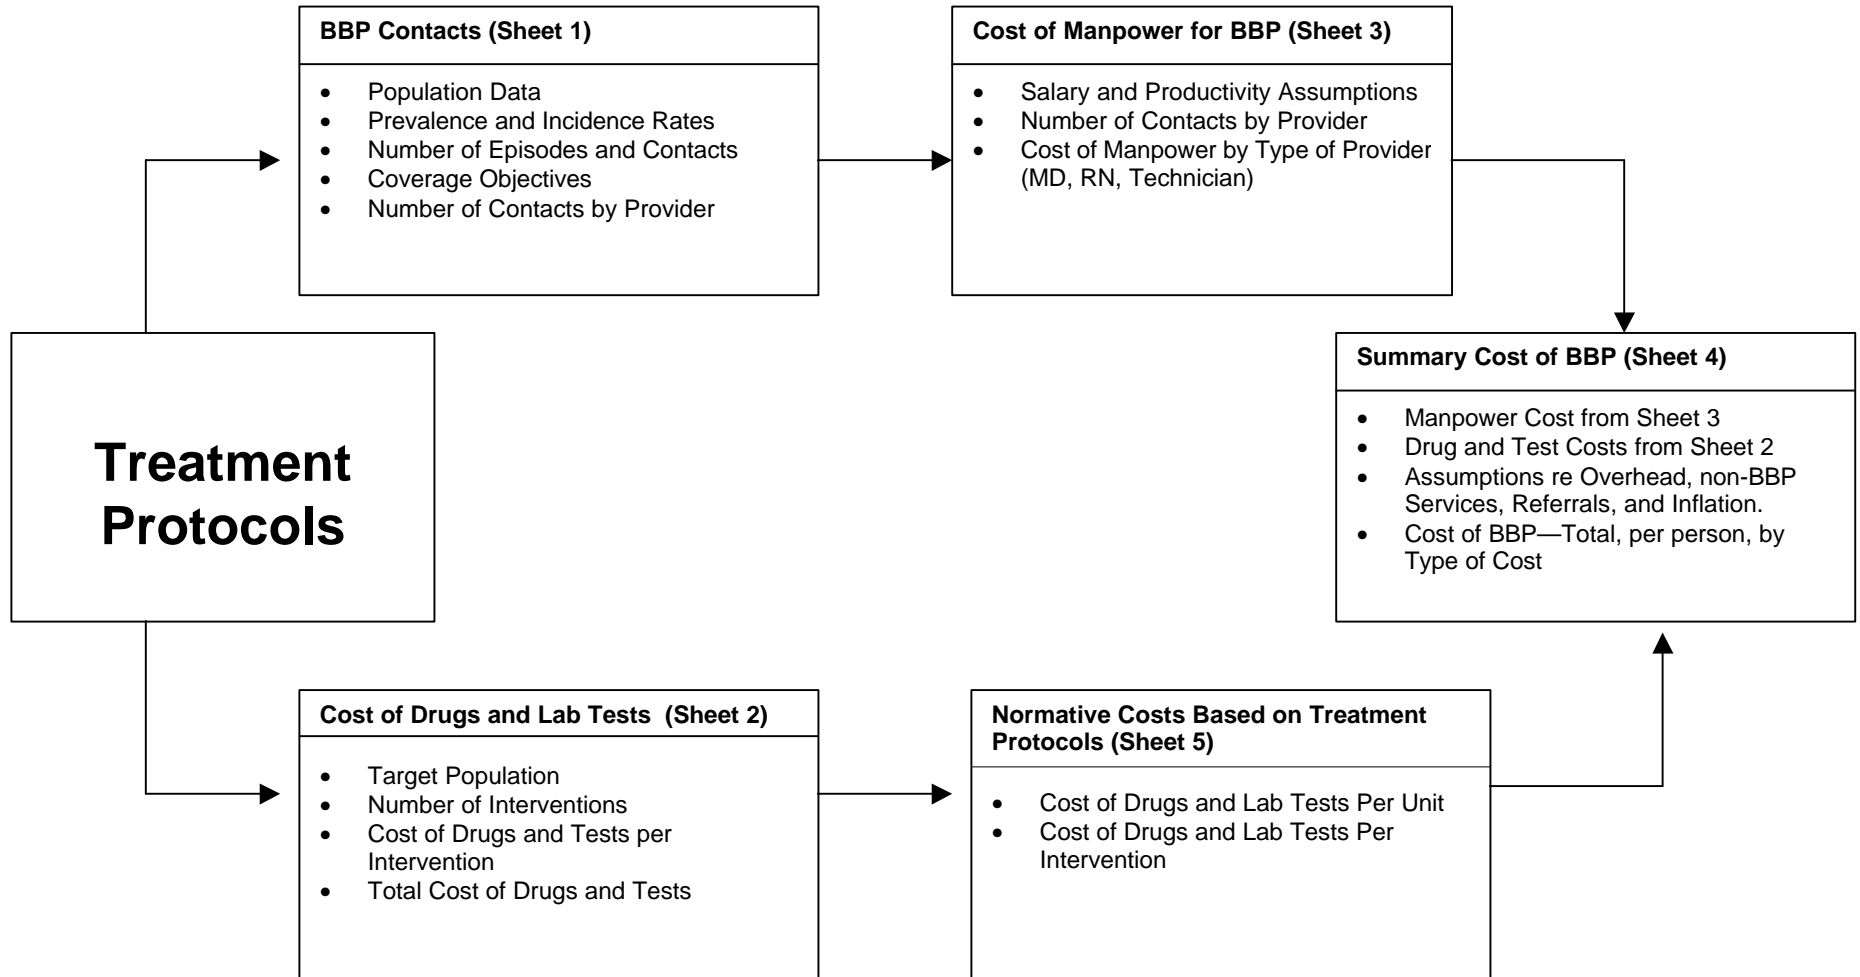 BBP Contacts (Sheet 1)
• Population Data
• Prevalence and Incidence Rates
• Number of Episodes and Contacts
• Coverage Objectives
• Number of Contacts by Provider
Cost of Manpower for BBP (Sheet 3)
• Salary and Productivity Assumptions
• Number of Contacts by Provider
• Cost of Manpower by Type of Provider
(MD, RN, Technician)
Treatment
Protocols
Summary Cost of BBP (Sheet 4)
• Manpower Cost from Sheet 3
• Drug and Test Costs from Sheet 2
• Assumptions re Overhead, non-BBP
Services, Referrals, and Inflation.
• Cost of BBP—Total, per person, by
Type of Cost
Cost of Drugs and Lab Tests (Sheet 2)
• Target Population
• Number of Interventions
• Cost of Drugs and Tests per
Intervention
• Total Cost of Drugs and Tests
Normative Costs Based on Treatment
Protocols (Sheet 5)
• Cost of Drugs and Lab Tests Per Unit
• Cost of Drugs and Lab Tests Per
Intervention